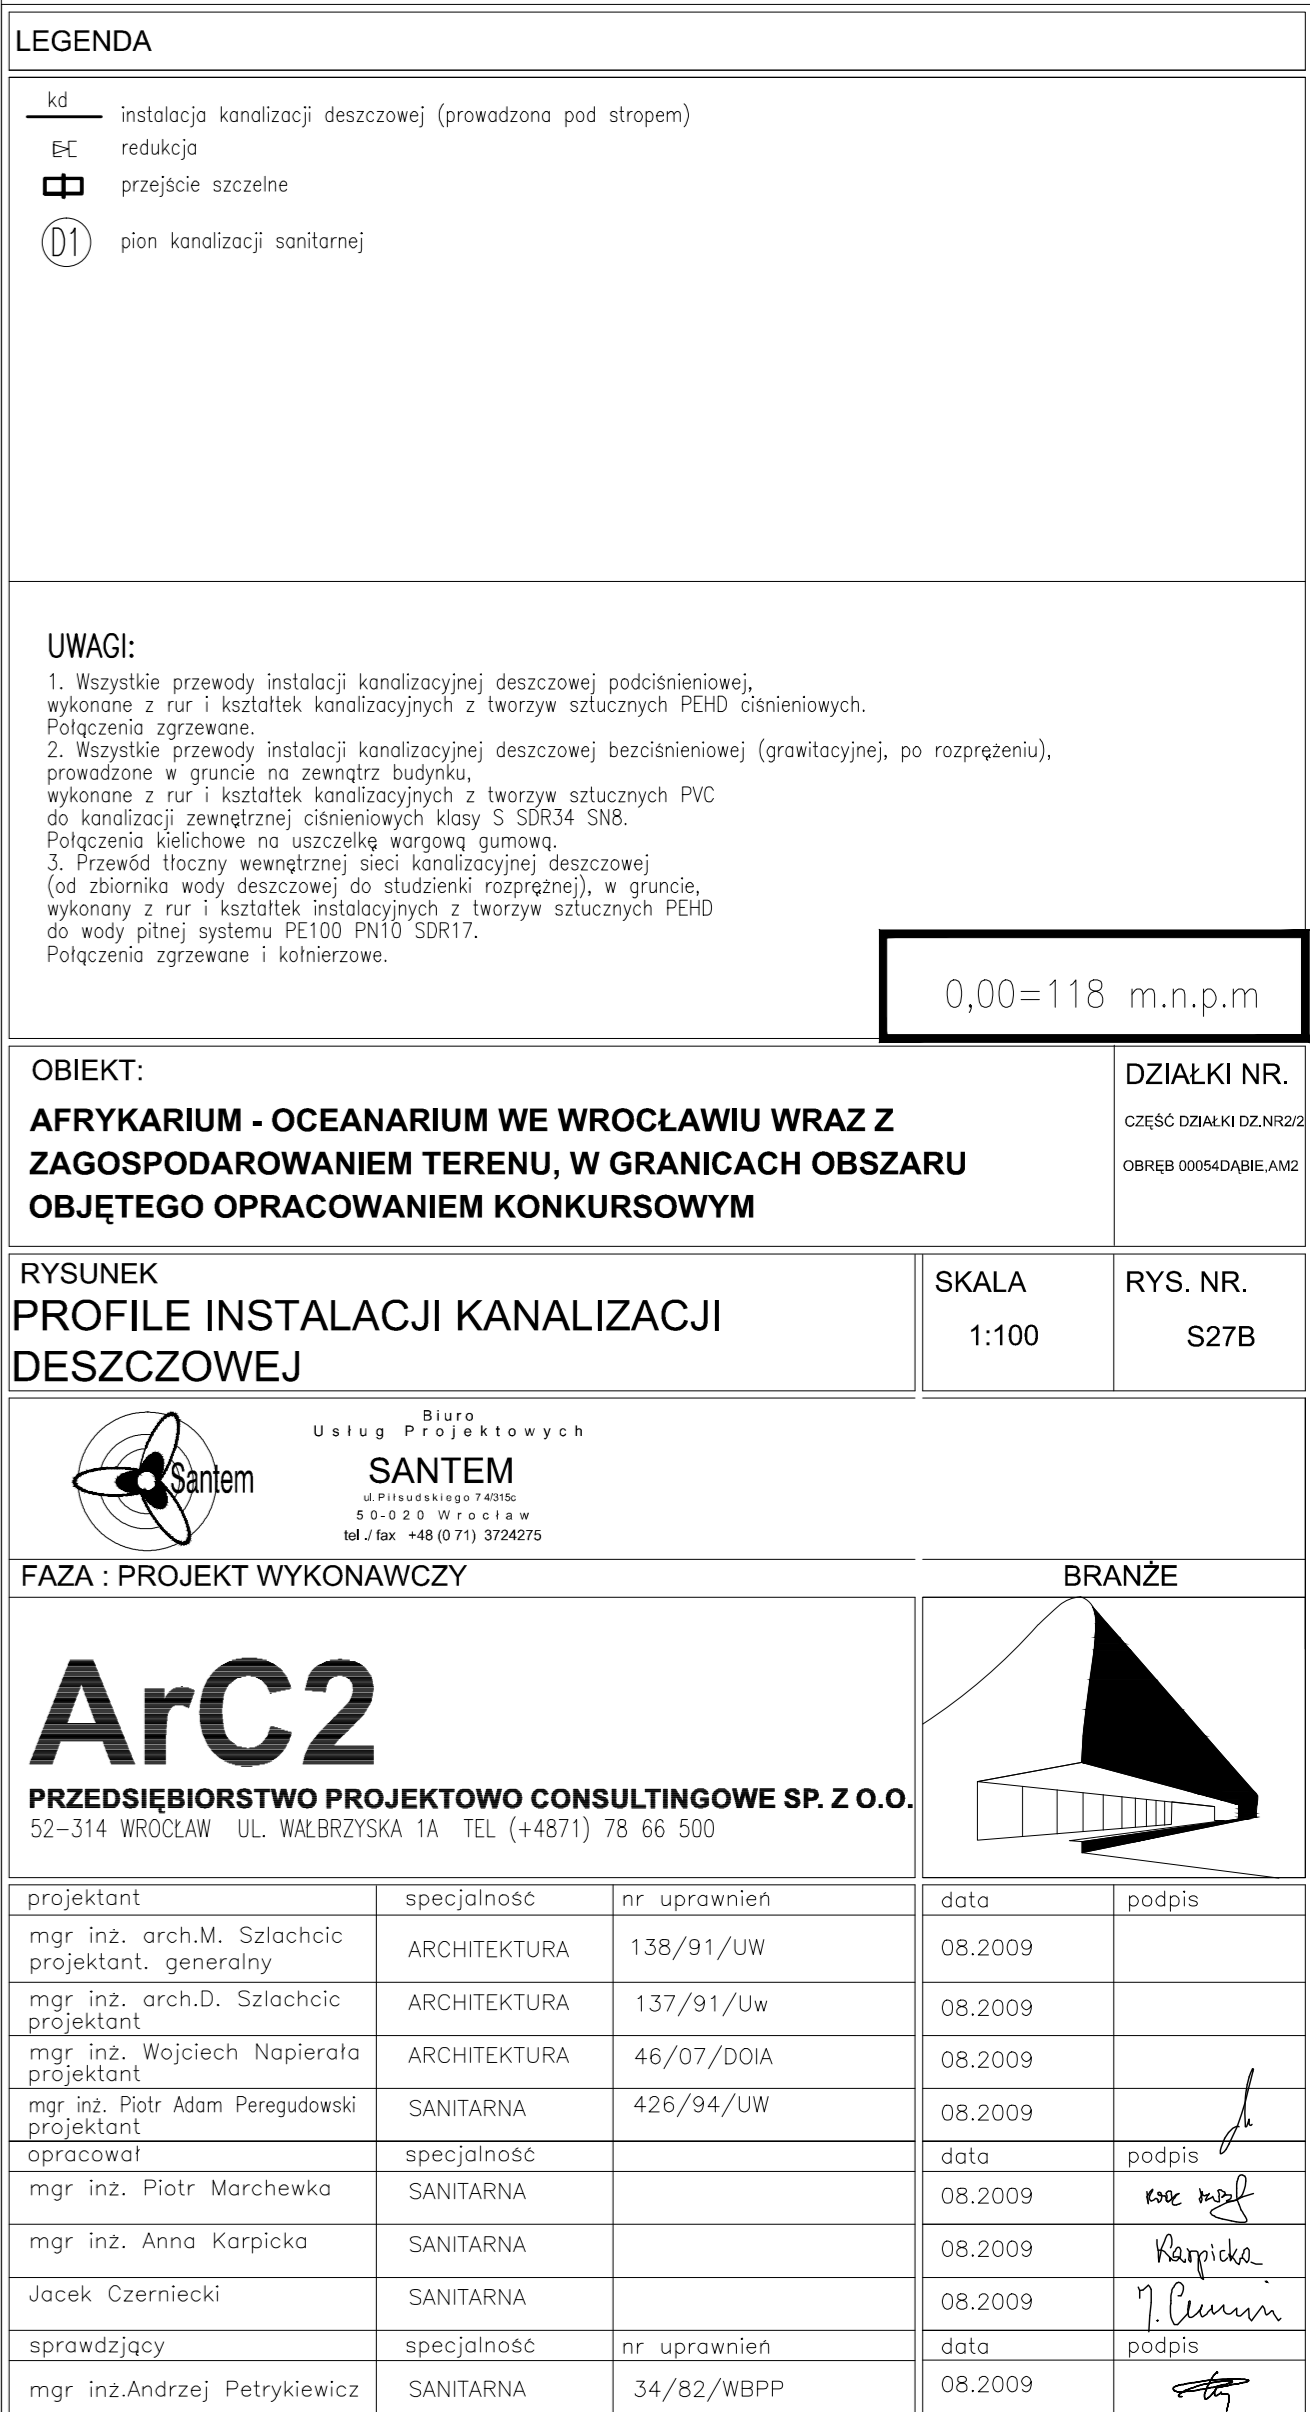 LEGENDA
kd
instalacja kanalizacji deszczowej (prowadzona pod stropem)
redukcja
przejście szczelne
D1
pion kanalizacji sanitarnej
UWAGI:
1. Wszystkie przewody instalacji kanalizacyjnej deszczowej podciśnieniowej,
wykonane z rur i kształtek kanalizacyjnych z tworzyw sztucznych PEHD ciśnieniowych.
Połączenia zgrzewane.
2. Wszystkie przewody instalacji kanalizacyjnej deszczowej bezciśnieniowej (grawitacyjnej, po rozprężeniu),
prowadzone w gruncie na zewnątrz budynku,
wykonane z rur i kształtek kanalizacyjnych z tworzyw sztucznych PVC
do kanalizacji zewnętrznej ciśnieniowych klasy S SDR34 SN8.
Połączenia kielichowe na uszczelkę wargową gumową.
3. Przewód tłoczny wewnętrznej sieci kanalizacyjnej deszczowej
(od zbiornika wody deszczowej do studzienki rozprężnej), w gruncie,
wykonany z rur i kształtek instalacyjnych z tworzyw sztucznych PEHD
do wody pitnej systemu PE100 PN10 SDR17.
Połączenia zgrzewane i kołnierzowe.
0,00=118 m.n.p.m
OBIEKT:
AFRYKARIUM - OCEANARIUM WE WROCŁAWIU WRAZ Z
ZAGOSPODAROWANIEM TERENU, W GRANICACH OBSZARU
OBJĘTEGO OPRACOWANIEM KONKURSOWYM
DZIAŁKI NR.
CZĘŚĆ DZIAŁKI DZ.NR2/2
OBRĘB 00054DĄBIE,AM2
RYSUNEK
PROFILE INSTALACJI KANALIZACJI
DESZCZOWEJ
SKALA
1:100
RYS. NR.
S27B
Santem
Biuro
Usług Projektowych
SANTEM
ul.Piłsudskiego 74/315c
50-020 Wrocław
tel./ fax +48 (0 71) 3724275
FAZA : PROJEKT WYKONAWCZY
BRANŻE
ArC2
PRZEDSIĘBIORSTWO PROJEKTOWO CONSULTINGOWE SP. Z O.O.
52-314 WROCŁAW UL. WAŁBRZYSKA 1A TEL (+4871) 78 66 500
projektant specjalność nr uprawnień data podpis
mgr inż. arch.M. Szlachcic
projektant. generalny
ARCHITEKTURA 138/91/UW 08.2009
mgr inż. arch.D. Szlachcic
projektant
ARCHITEKTURA 137/91/Uw 08.2009
mgr inż. Wojciech Napierała
projektant
ARCHITEKTURA 46/07/DOIA 08.2009
mgr inż. Piotr Adam Peregudowski
projektant
SANITARNA 426/94/UW 08.2009
opracował specjalność data podpis
mgr inż. Piotr Marchewka SANITARNA 08.2009
mgr inż. Anna Karpicka SANITARNA 08.2009 Karpicka
Jacek Czerniecki SANITARNA 08.2009
sprawdzjący specjalność nr uprawnień data podpis
mgr inż.Andrzej Petrykiewicz SANITARNA 34/82/WBPP 08.2009